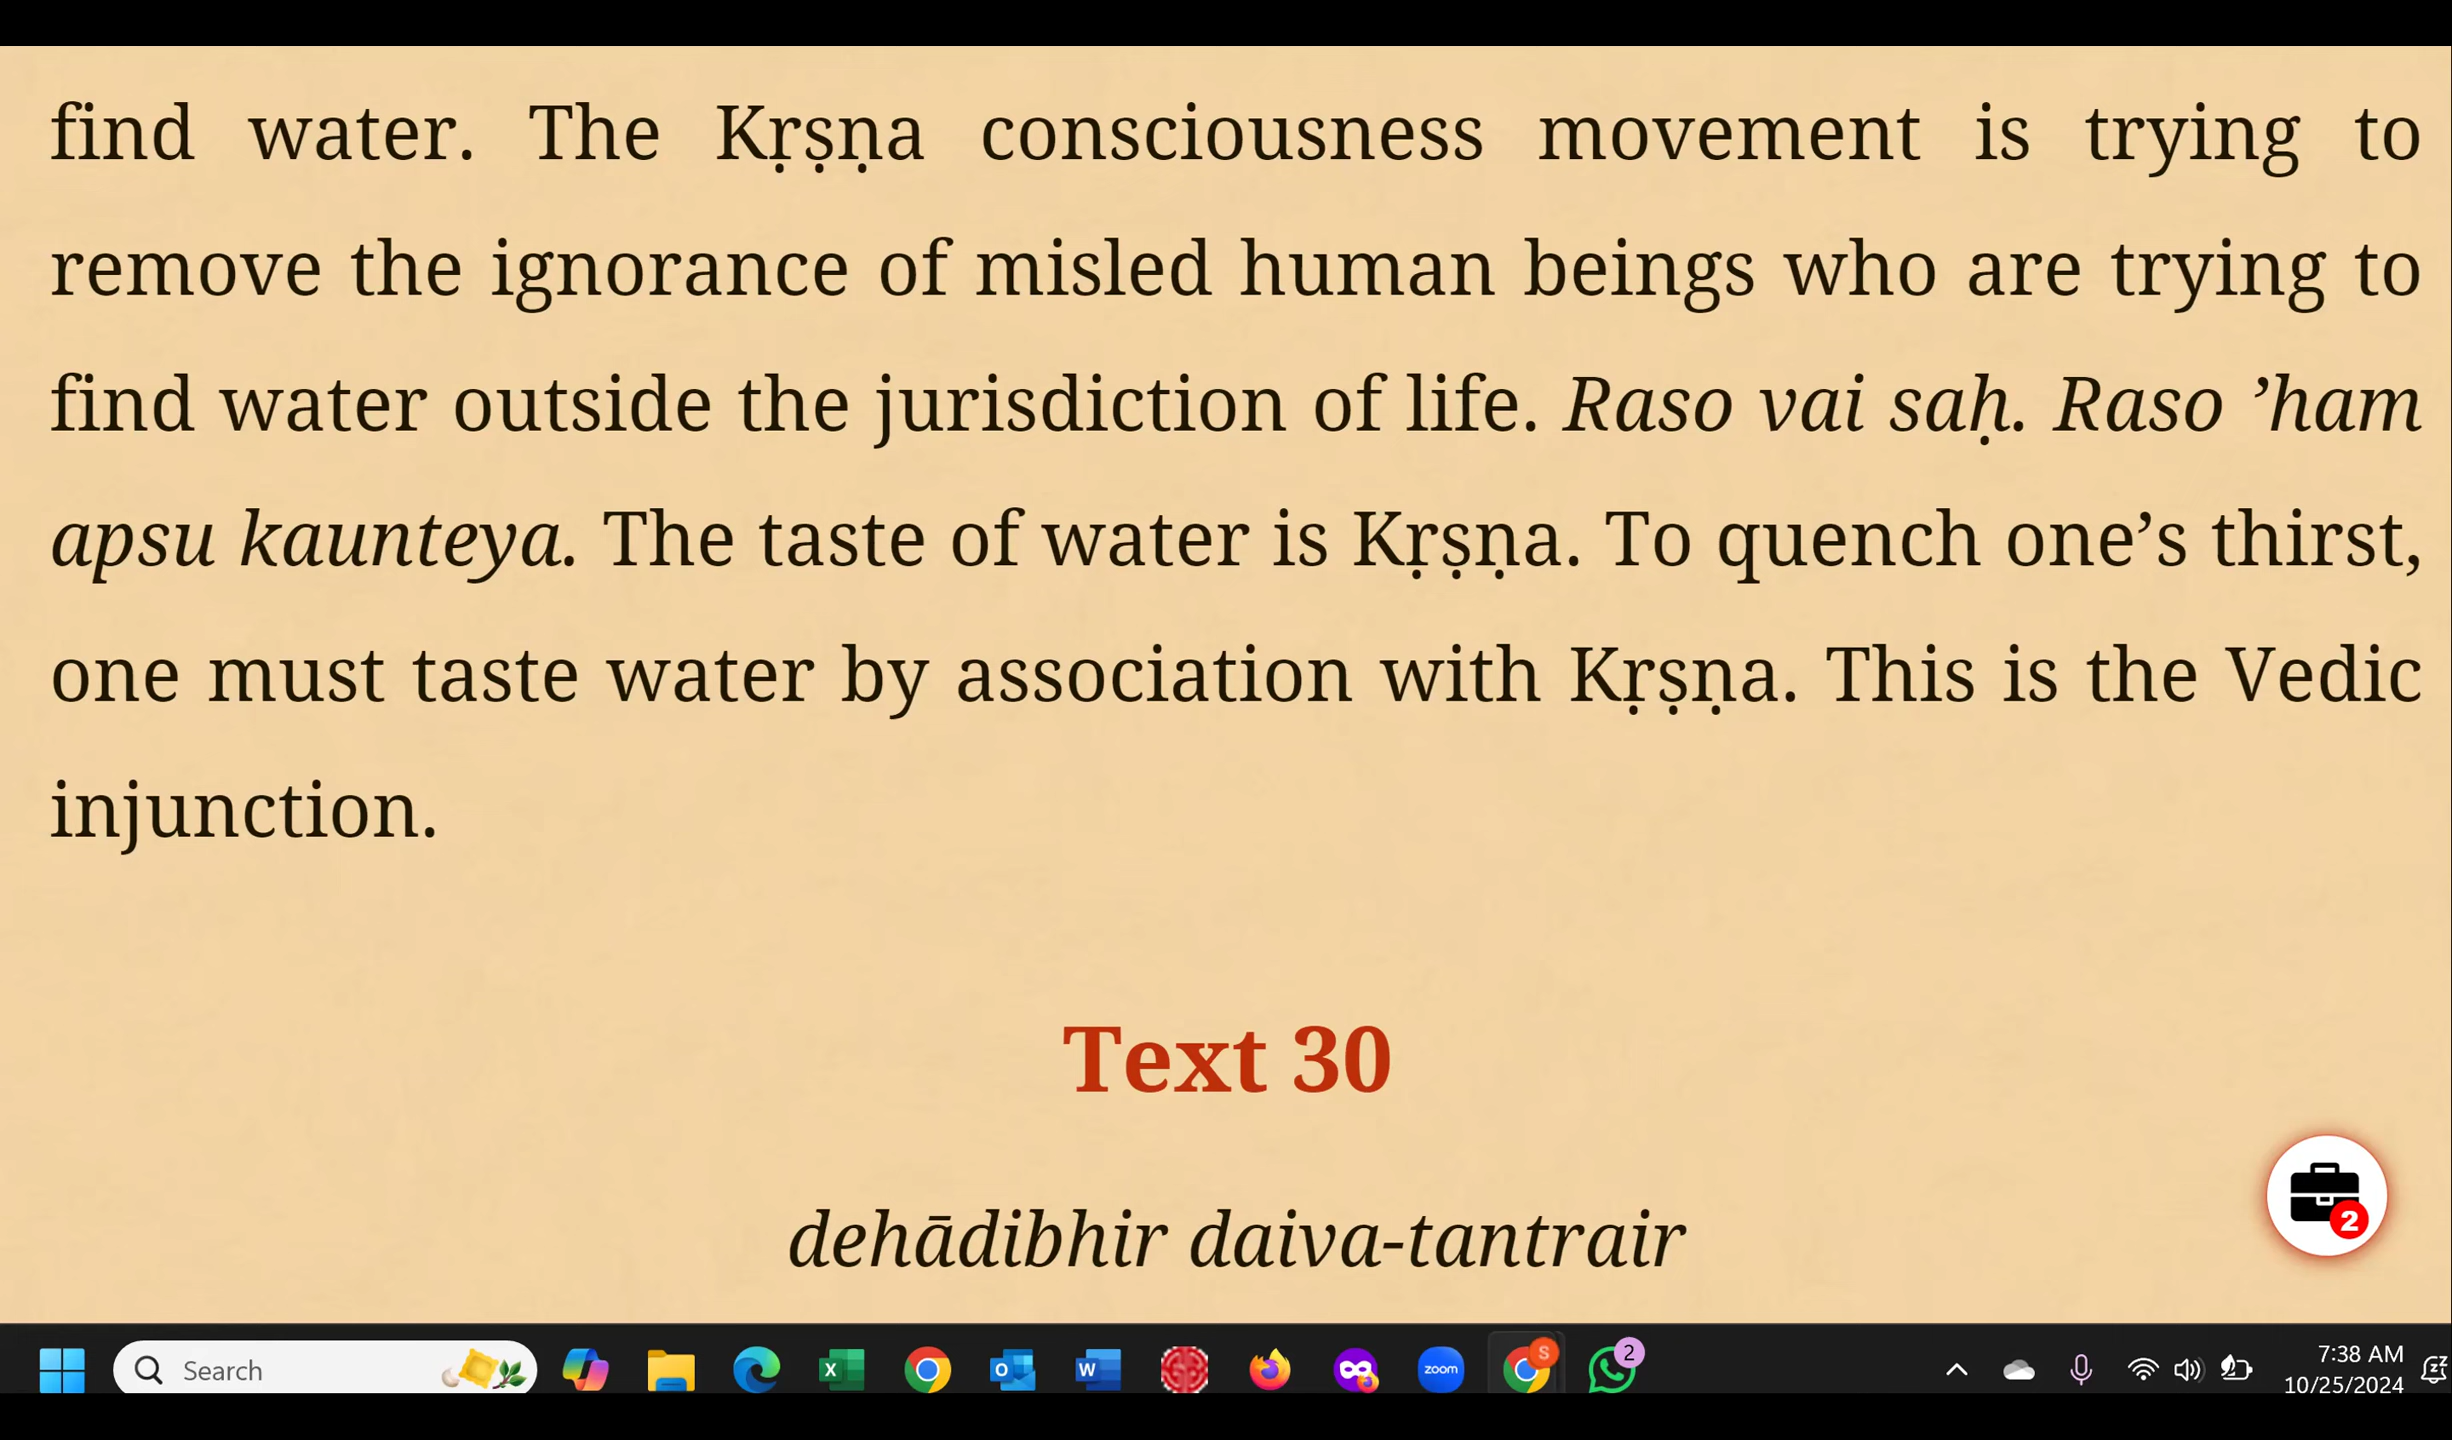 find water. The Kṛṣṇa consciousness movement is trying to
remove the ignorance of misled human beings who are trying to
find water outside the jurisdiction of life. Raso vai saḥ. Raso ’ham
apsu kaunteya. The taste of water is Kṛṣṇa. To quench one’s thirst,
one must taste water by association with Kṛṣṇa. This is the Vedic
injunction.
Text 30
dehādibhir daiva-tantrair
2
Search
X
O
W
zoom
S
2
7:38 AM
10/25/2024